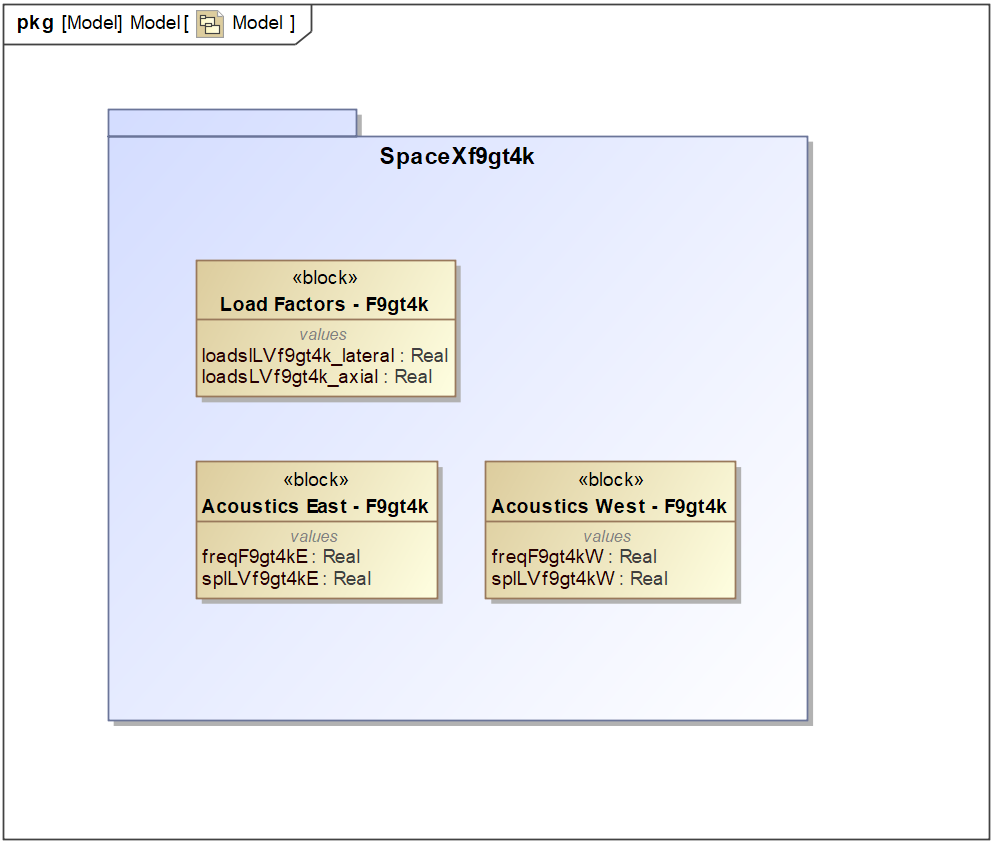 pkg [Model] Model [ Model ]
SpaceXf9gt4k
«block»
Load Factors - F9gt4k
values
loadslLVf9gt4k_lateral : Real
loadsLVf9gt4k_axial : Real
«block»
Acoustics East - F9gt4k
values
freqF9gt4kE : Real
splLVf9gt4kE : Real
«block»
Acoustics West - F9gt4k
values
freqF9gt4kW : Real
splLVf9gt4kW : Real